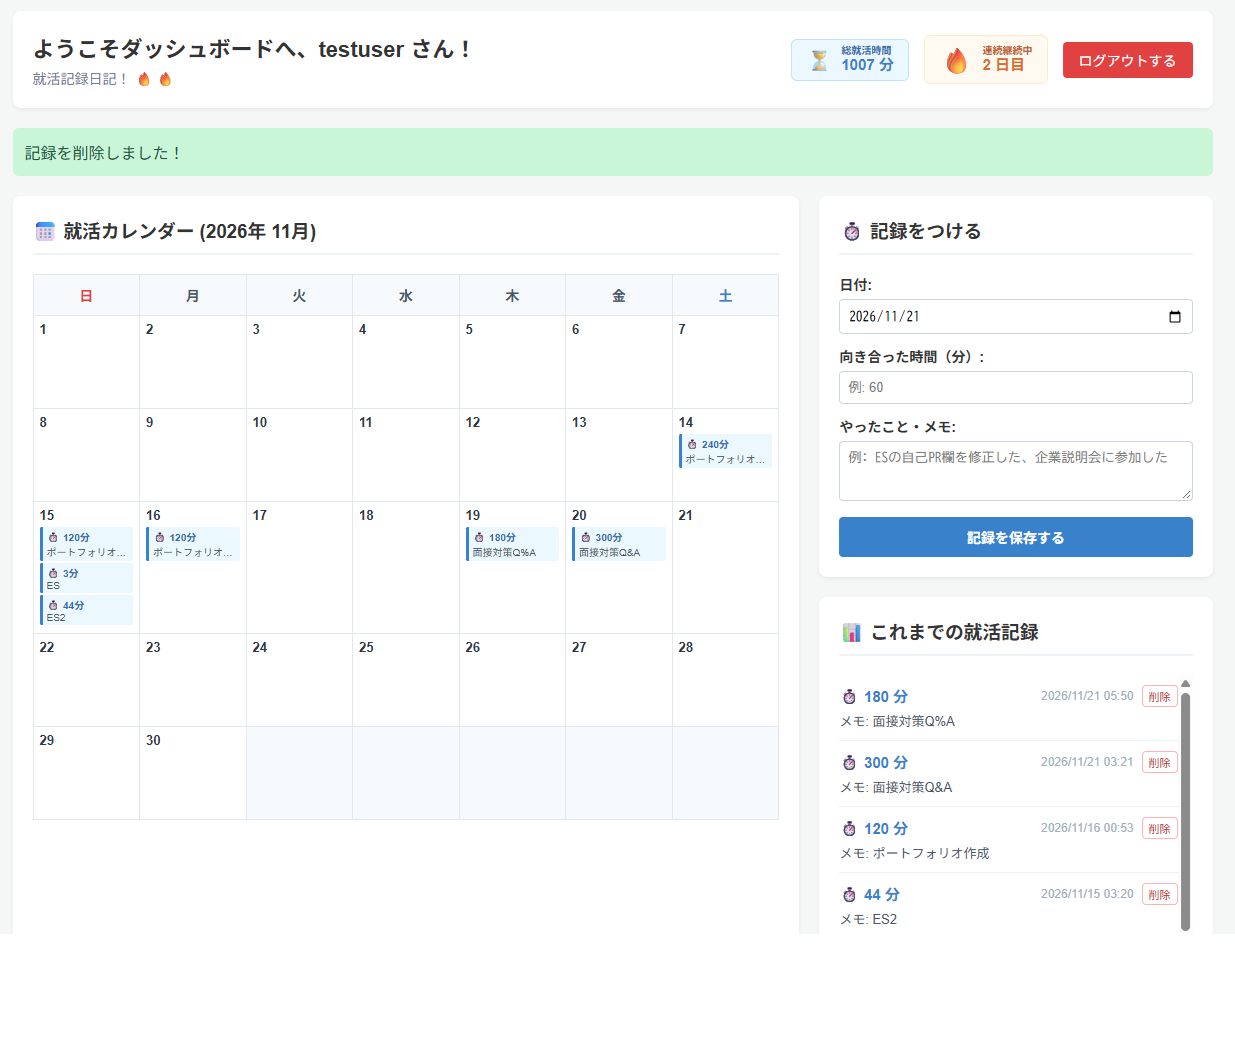 ようこそダッシュボードへ、testuser さん！
就活記録日記！ 🔥 🔥
総就活時間
1007 分
連続継続中
2 日目
ログアウトする
記録を削除しました！
就活カレンダー (2026年 11月)
日 月 火 水 木 金 土
1 2 3 4 5 6 7
8 9 10 11 12 13 14
240分
ポートフォリオ...
15 16 17 18 19 20 21
120分
ポートフォリオ...
3分
ES
44分
ES2
120分
ポートフォリオ...
180分
面接対策Q%A
300分
面接対策Q&A
22 23 24 25 26 27 28
29 30
記録をつける
日付:
2026/11/21
向き合った時間（分）:
例: 60
やったこと・メモ:
例: ESの自己PR欄を修正した、企業説明会に参加した
記録を保存する
これまでの就活記録
180 分 2026/11/21 05:50 削除
メモ: 面接対策Q%A
300 分 2026/11/21 03:21 削除
メモ: 面接対策Q&A
120 分 2026/11/16 00:53 削除
メモ: ポートフォリオ作成
44 分 2026/11/15 03:20 削除
メモ: ES2